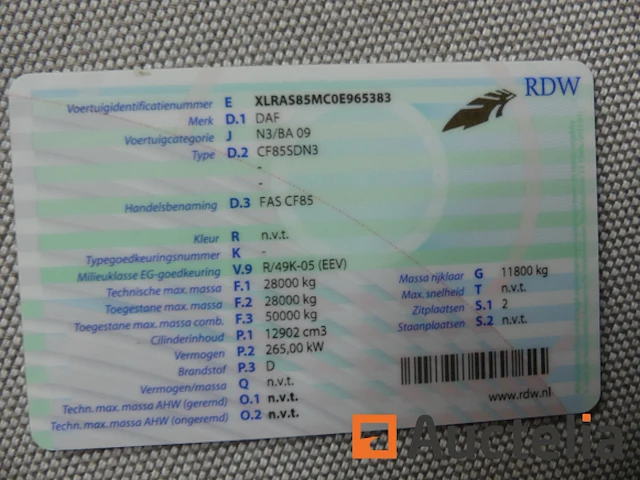 RDW
Voertuigidentificatienummer E XLRAS85MC0E965383
Merk D.1 DAF
Voertuigcategorie J N3/BA 09
Type D.2 CF85SDN3
-
-
Handelsbenaming D.3 FAS CF85
Kleur R n.v.t.
Typegoedkeuringsnummer K -
Milieuklasse EG-goedkeuring V.9 R/49K-05 (EEV)
Technische max. massa F.1 28000 kg
Toegestane max. massa F.2 28000 kg
Toegestane max. massa comb. F.3 50000 kg
Cilinderinhoud P.1 12902 cm3
Vermogen P.2 265,00 kW
Brandstof P.3 D
Vermogen/massa Q n.v.t.
Techn. max. massa AHW (geremd) O.1 n.v.t.
Techn. max. massa AHW (ongeremd) O.2 n.v.t.
Massa rijklaar G 11800 kg
Max. snelheid T n.v.t.
Zitplaatsen S.1 2
Staanplaatsen S.2 n.v.t.
www.rdw.nl
Auctelia